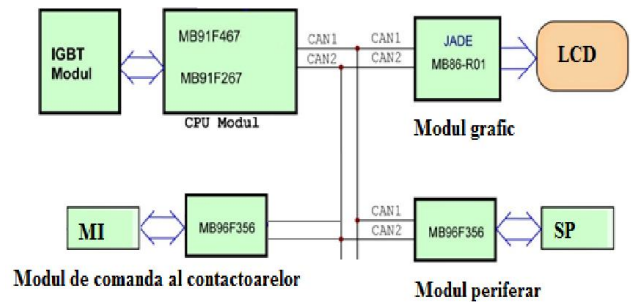 IGBT
Modul
MB91F467
MB91F267
CPU Modul
CAN1
CAN2
CAN1
CAN2
JADE
MB86-R01
LCD
Modul grafic
MI
MB96F356
CAN1
CAN2
MB96F356
SP
Modul de comanda al contactoarelor
Modul periferar